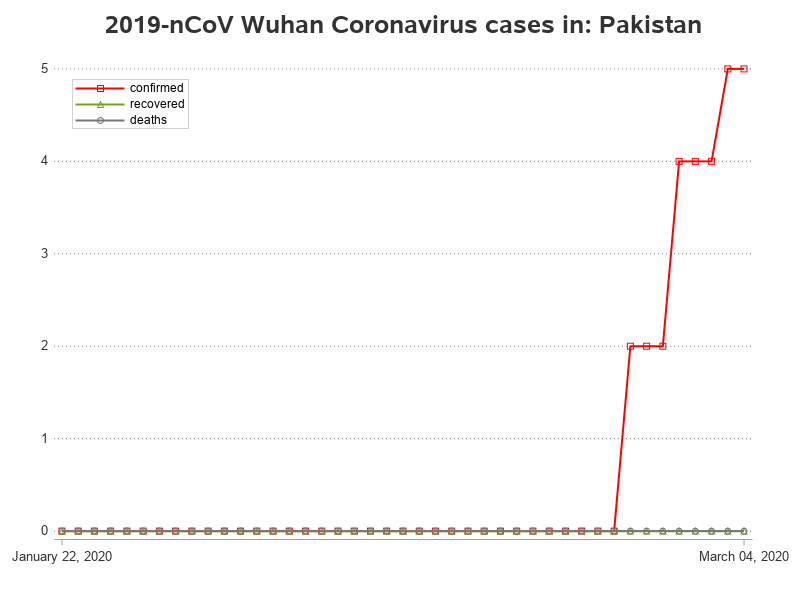 2019-nCoV Wuhan Coronavirus cases in: Pakistan
5
confirmed
recovered
deaths
4
3
2
1
0
January 22, 2020 March 04, 2020